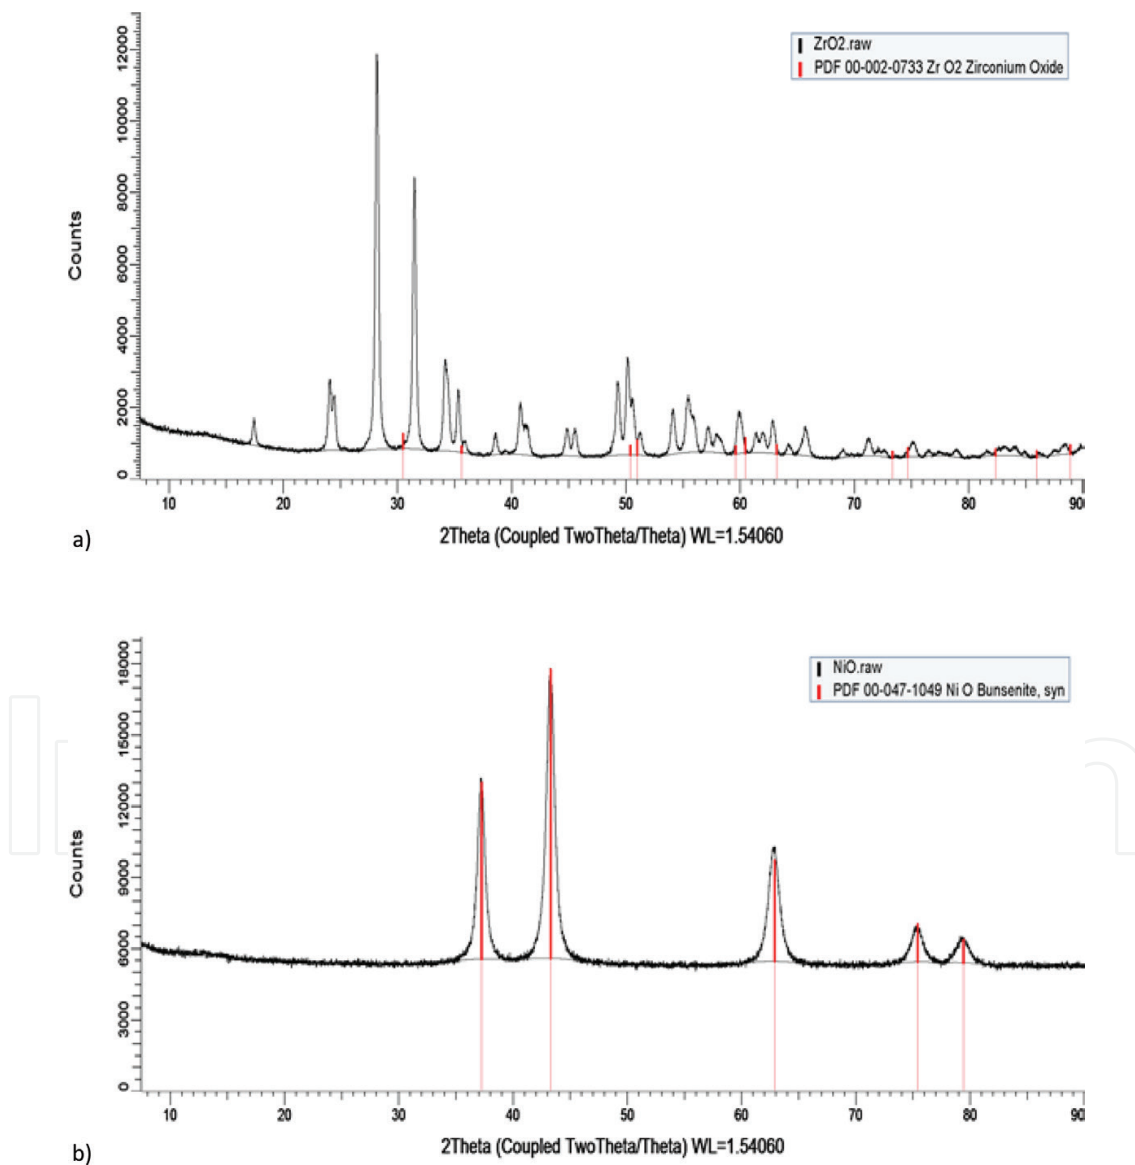 12000
10000
8000
6000
4000
2000
0
Counts
ZrO2.raw
PDF 00-002-0733 Zr O2 Zirconium Oxide
10 20 30 40 50 60 70 80 90
2Theta (Coupled TwoTheta/Theta) WL=1.54060
a)
18000
15000
12000
9000
6000
3000
0
Counts
NiO.raw
PDF 00-047-1049 Ni O Bunsenite, syn
10 20 30 40 50 60 70 80 90
2Theta (Coupled TwoTheta/Theta) WL=1.54060
b)